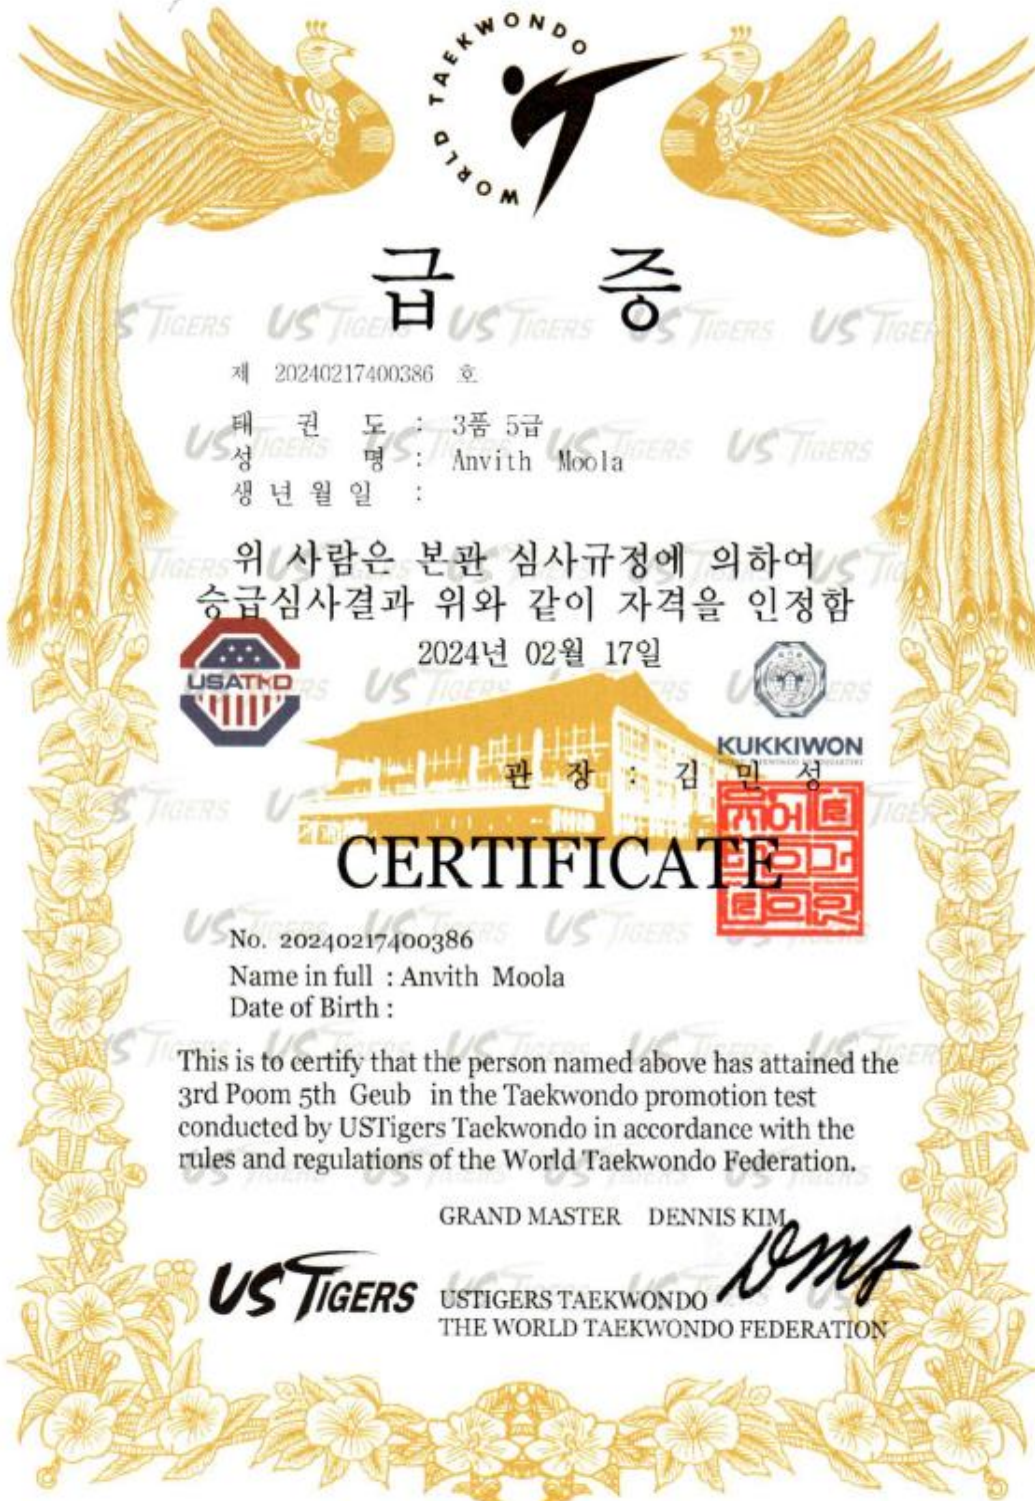 WORLD TAEKWONDO
급 증
제 20240217400386 호
태 권 도 : 3품 5급
성 명 : Anvith Moola
생 년 월 일 :
위 사람은 본관 심사규정에 의하여
승급심사결과 위와 같이 자격을 인정함
2024년 02월 17일
USATKD
KUKKIWON
관 장 : 김 민 성
CERTIFICATE
No. 20240217400386
Name in full : Anvith Moola
Date of Birth :
This is to certify that the person named above has attained the
3rd Poom 5th Geub in the Taekwondo promotion test
conducted by USTigers Taekwondo in accordance with the
rules and regulations of the World Taekwondo Federation.
GRAND MASTER DENNIS KIM
US TIGERS
USTIGERS TAEKWONDO
THE WORLD TAEKWONDO FEDERATION